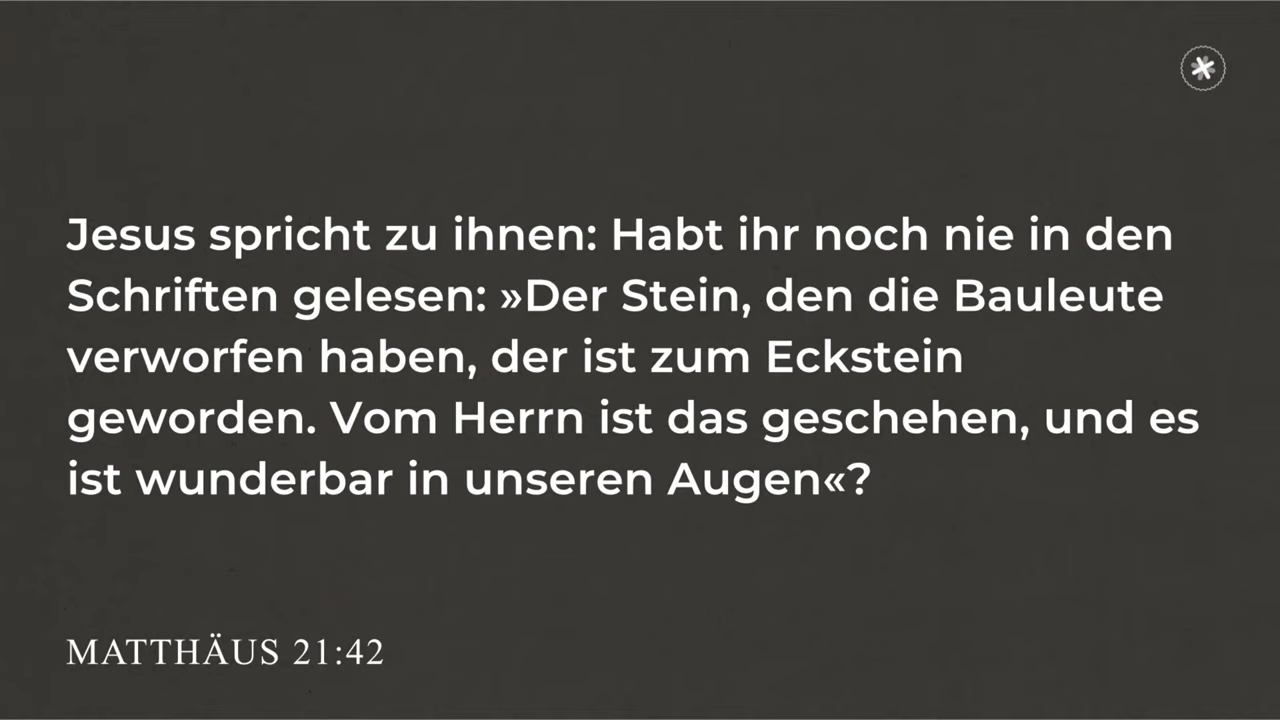 Jesus spricht zu ihnen: Habt ihr noch nie in den
Schriften gelesen: »Der Stein, den die Bauleute
verworfen haben, der ist zum Eckstein
geworden. Vom Herrn ist das geschehen, und es
ist wunderbar in unseren Augen«?
MATTHÄUS 21:42